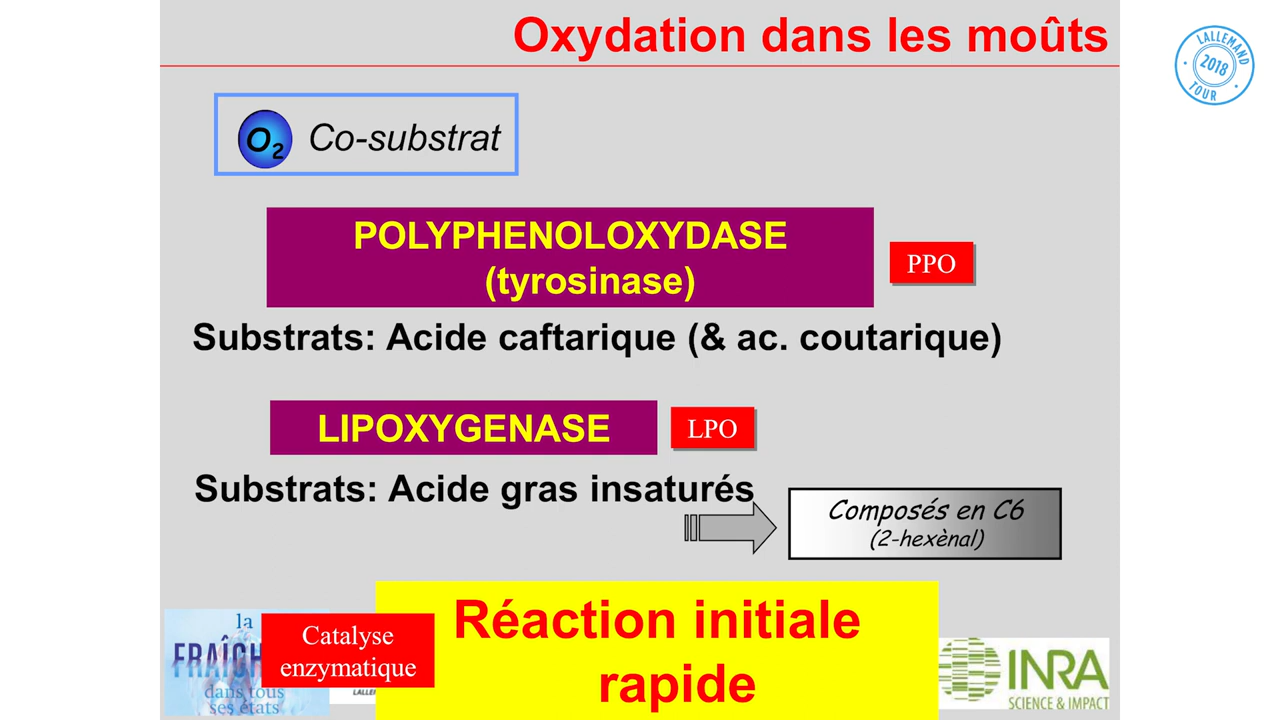 Oxydation dans les moûts
LALLEMAND
2018
TOUR
O2 Co-substrat
POLYPHENOLOXYDASE
(tyrosinase)
PPO
Substrats: Acide caftarique (& ac. coutarique)
LIPOXYGENASE
LPO
Substrats: Acide gras insaturés
Composés en C6
(2-hexènal)
Réaction initiale
rapide
Catalyse
enzymatique
la
dans tous
ses états
INRA
SCIENCE & IMPACT